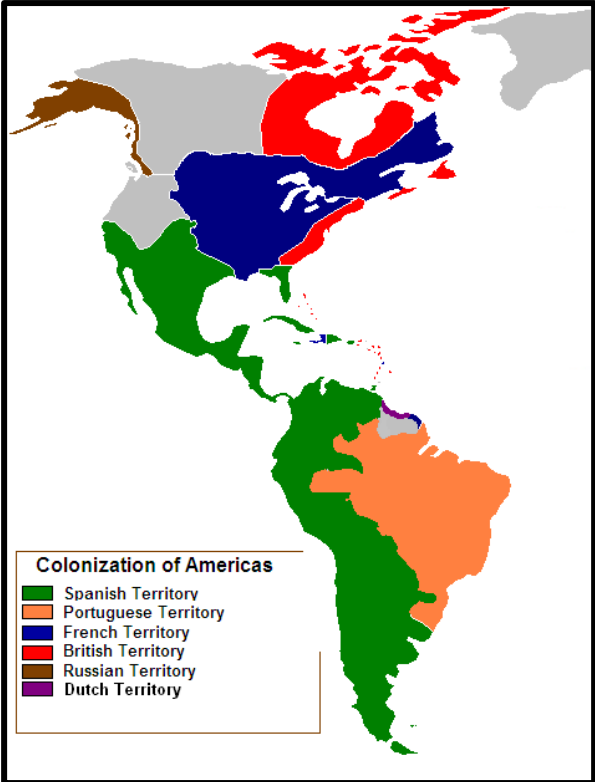 Colonization of Americas
Spanish Territory
Portuguese Territory
French Territory
British Territory
Russian Territory
Dutch Territory